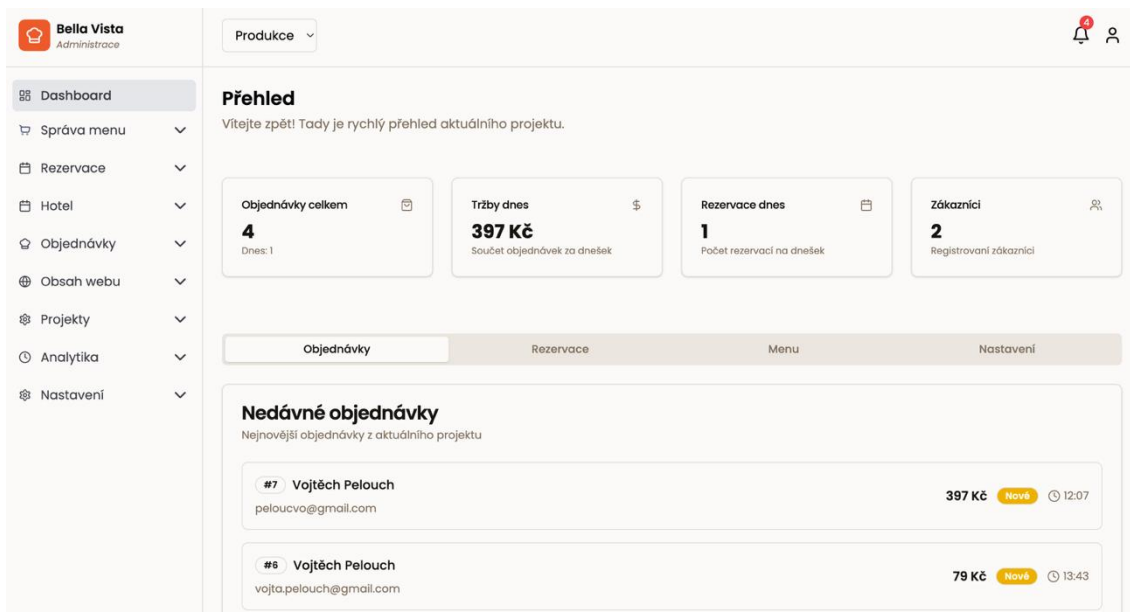 Bella Vista
Administrace
Produkce
4
Dashboard
Správa menu
Rezervace
Hotel
Objednávky
Obsah webu
Projekty
Analytika
Nastavení
Přehled
Vítejte zpět! Tady je rychlý přehled aktuálního projektu.
Objednávky celkem
4
Dnes: 1
Tržby dnes
$
397 Kč
Součet objednávek za dnešek
Rezervace dnes
1
Počet rezervací na dnešek
Zákazníci
2
Registrovaní zákazníci
Objednávky Rezervace Menu Nastavení
Nedávné objednávky
Nejnovější objednávky z aktuálního projektu
#7 Vojtěch Pelouch
peloucvo@gmail.com
397 Kč Nové 12:07
#6 Vojtěch Pelouch
vojta.pelouch@gmail.com
79 Kč Nové 13:43